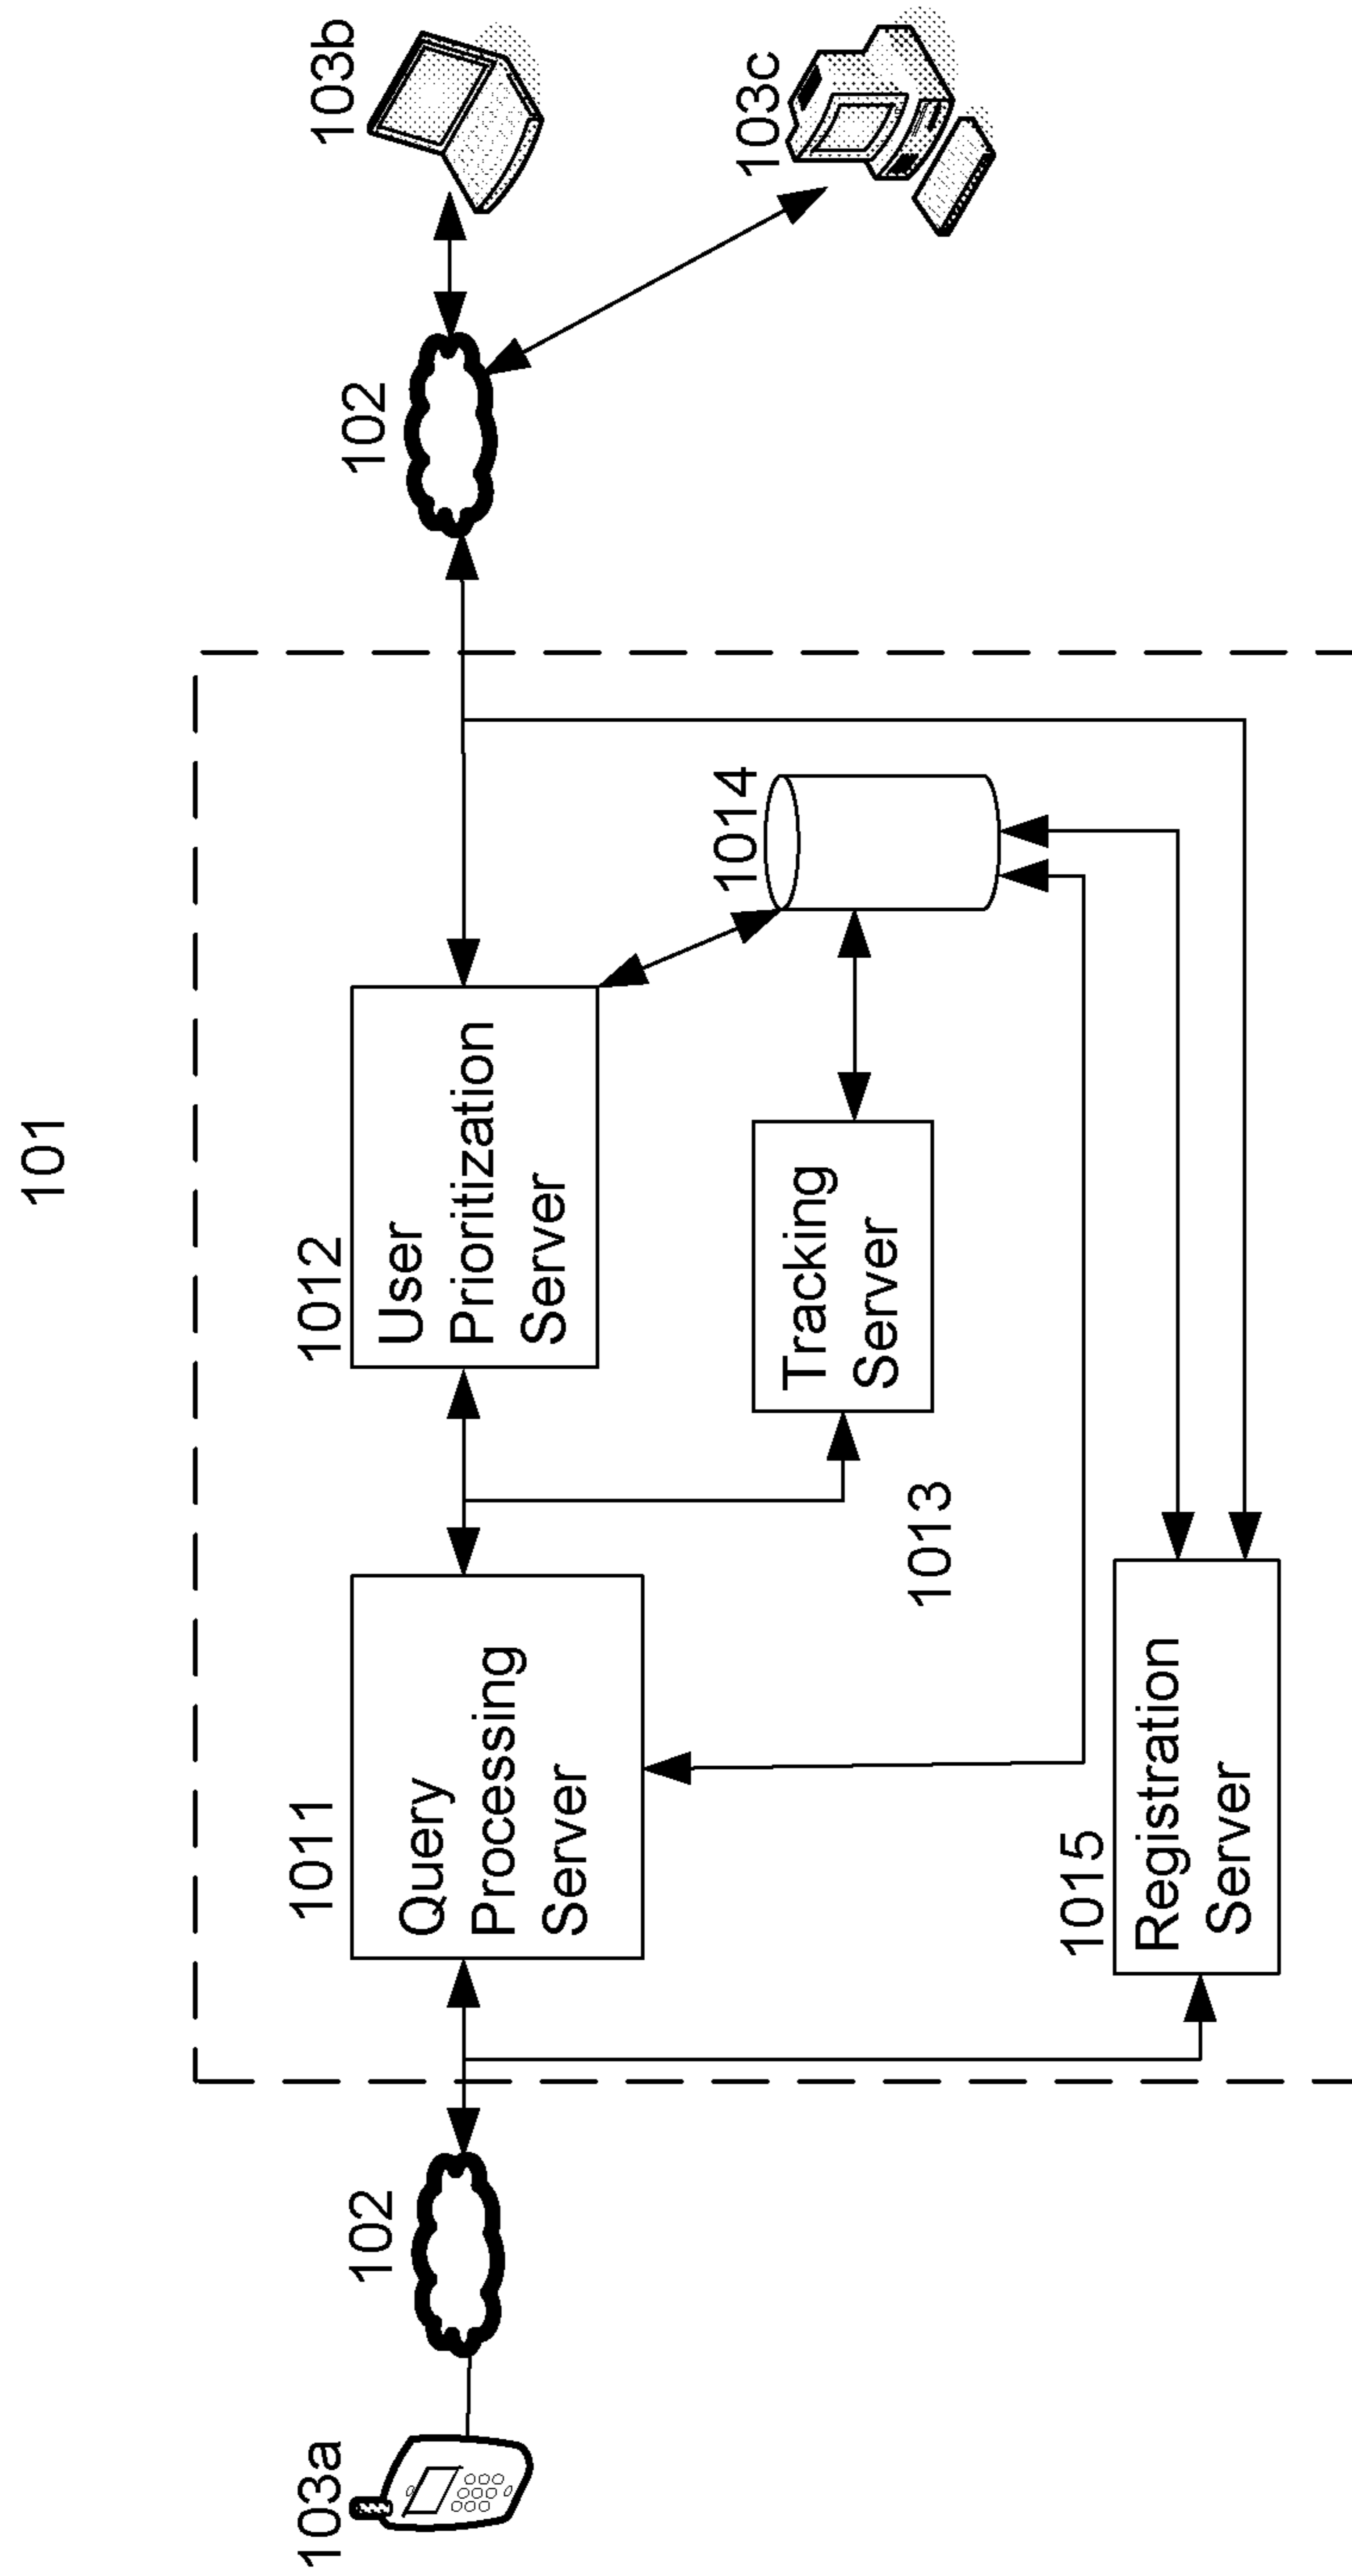 101
103a
102
1011
Query
Processing
Server
1012
User
Prioritization
Server
102
103b
1013
Tracking
Server
1014
103c
1015
Registration
Server